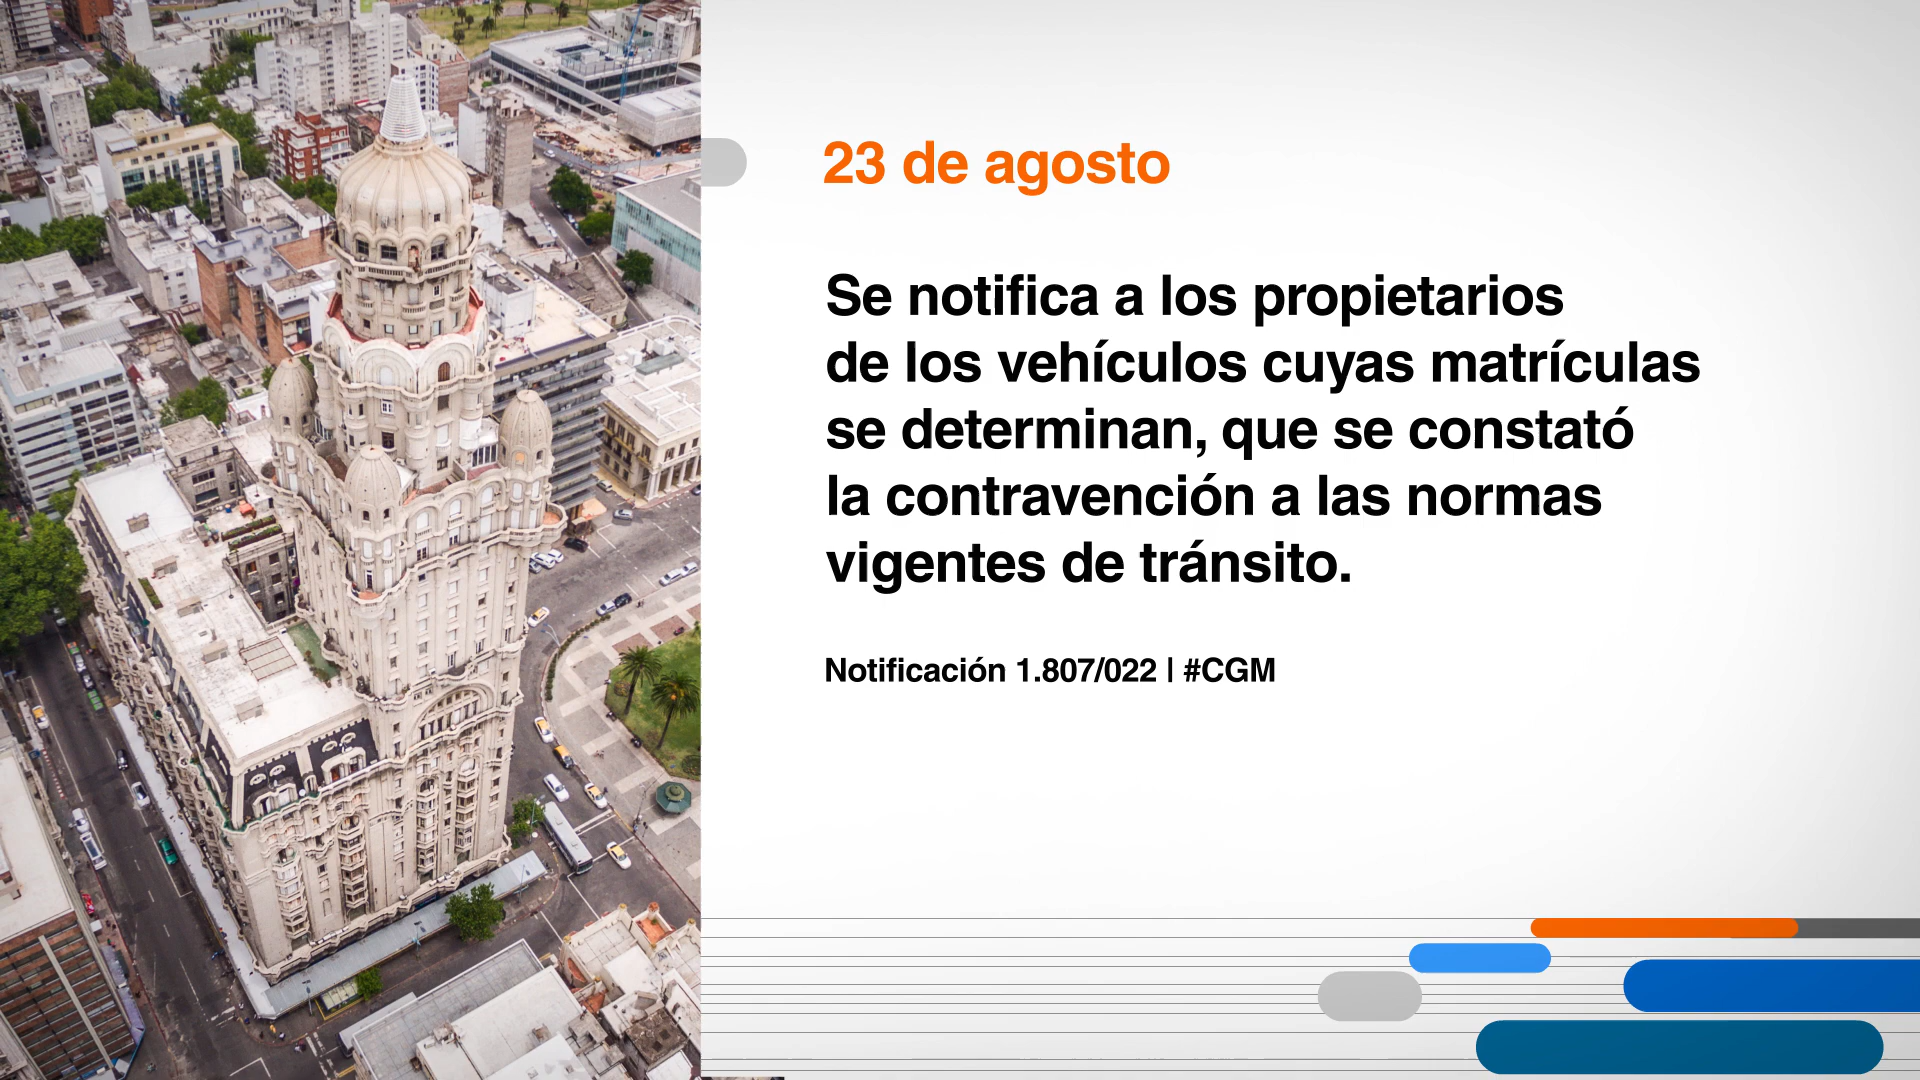 23 de agosto
Se notifica a los propietarios
de los vehículos cuyas matrículas
se determinan, que se constató
la contravención a las normas
vigentes de tránsito.
Notificación 1.807/022 | #CGM